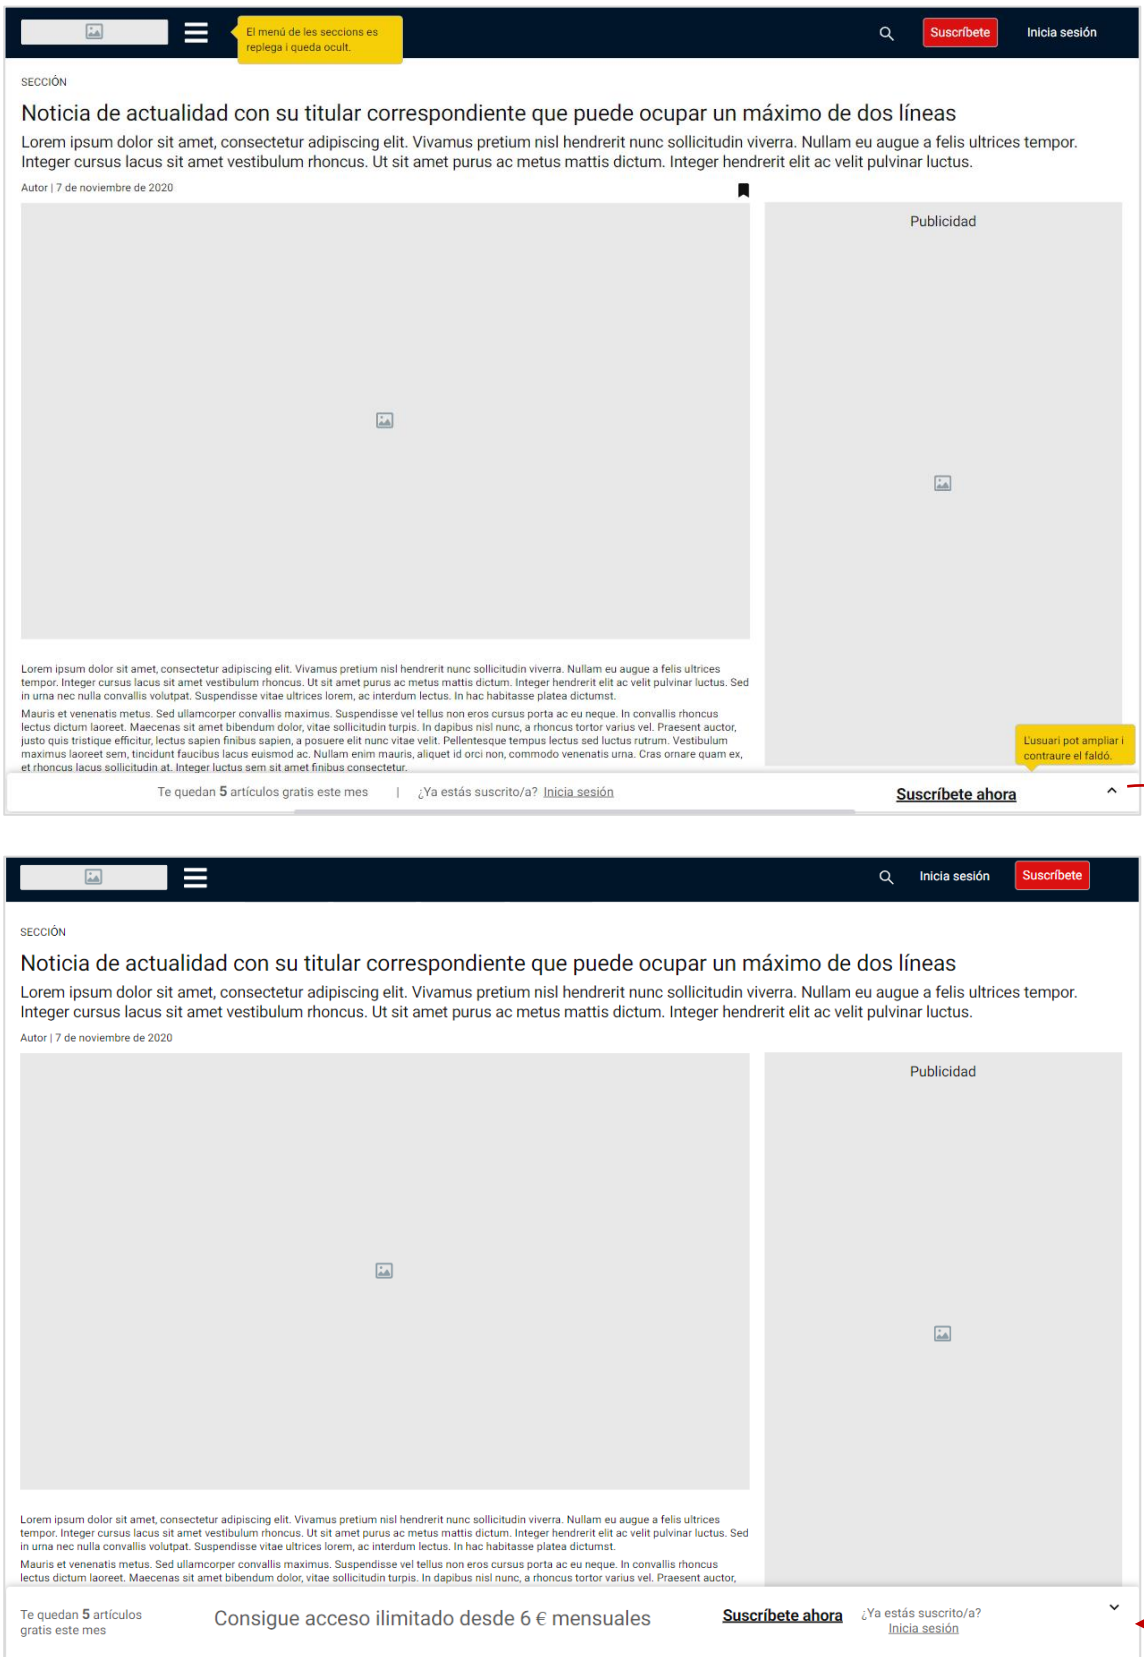 El menú de les seccions es
replega i queda ocult.
Suscríbete
Inicia sesión
SECCIÓN
Noticia de actualidad con su titular correspondiente que puede ocupar un máximo de dos líneas
Lorem ipsum dolor sit amet, consectetur adipiscing elit. Vivamus pretium nisl hendrerit nunc sollicitudin viverra. Nullam eu augue a felis ultrices tempor.
Integer cursus lacus sit amet vestibulum rhoncus. Ut sit amet purus ac metus mattis dictum. Integer hendrerit elit ac velit pulvinar luctus.
Autor | 7 de noviembre de 2020
Publicidad
Lorem ipsum dolor sit amet, consectetur adipiscing elit. Vivamus pretium nisl hendrerit nunc sollicitudin viverra. Nullam eu augue a felis ultrices
tempor. Integer cursus lacus sit amet vestibulum rhoncus. Ut sit amet purus ac metus mattis dictum. Integer hendrerit elit ac velit pulvinar luctus. Sed
in urna nec nulla convallis volutpat. Suspendisse vitae ultrices lorem, ac interdum lectus. In hac habitasse platea dictumst.
Mauris et venenatis metus. Sed ullamcorper convallis maximus. Suspendisse vel tellus non eros cursus porta ac eu neque. In convallis rhoncus
lectus dictum laoreet. Maecenas sit amet bibendum dolor, vitae sollicitudin turpis. In dapibus nisl nunc, a rhoncus tortor varius vel. Praesent auctor,
justo quis tristique efficitur, lectus sapien finibus sapien, a posuere elit nunc vitae velit. Pellentesque tempus lectus sed luctus rutrum. Vestibulum
maximus laoreet sem, tincidunt faucibus lacus euismod ac. Nullam enim mauris, aliquet id orci non, commodo venenatis urna. Cras ornare quam ex,
et rhoncus lacus sollicitudin at. Integer luctus sem sit amet finibus consectetur.
L'usuari pot ampliar i
contraure el faldó.
Te quedan 5 artículos gratis este mes | ¿Ya estás suscrito/a? Inicia sesión
Suscríbete ahora
Inicia sesión
Suscríbete
SECCIÓN
Noticia de actualidad con su titular correspondiente que puede ocupar un máximo de dos líneas
Lorem ipsum dolor sit amet, consectetur adipiscing elit. Vivamus pretium nisl hendrerit nunc sollicitudin viverra. Nullam eu augue a felis ultrices tempor.
Integer cursus lacus sit amet vestibulum rhoncus. Ut sit amet purus ac metus mattis dictum. Integer hendrerit elit ac velit pulvinar luctus.
Autor | 7 de noviembre de 2020
Publicidad
Lorem ipsum dolor sit amet, consectetur adipiscing elit. Vivamus pretium nisl hendrerit nunc sollicitudin viverra. Nullam eu augue a felis ultrices
tempor. Integer cursus lacus sit amet vestibulum rhoncus. Ut sit amet purus ac metus mattis dictum. Integer hendrerit elit ac velit pulvinar luctus. Sed
in urna nec nulla convallis volutpat. Suspendisse vitae ultrices lorem, ac interdum lectus. In hac habitasse platea dictumst.
Mauris et venenatis metus. Sed ullamcorper convallis maximus. Suspendisse vel tellus non eros cursus porta ac eu neque. In convallis rhoncus
lectus dictum laoreet. Maecenas sit amet bibendum dolor, vitae sollicitudin turpis. In dapibus nisl nunc, a rhoncus tortor varius vel. Praesent auctor,
Te quedan 5 artículos
gratis este mes
Consigue acceso ilimitado desde 6 € mensuales
Suscríbete ahora
¿Ya estás suscrito/a?
Inicia sesión